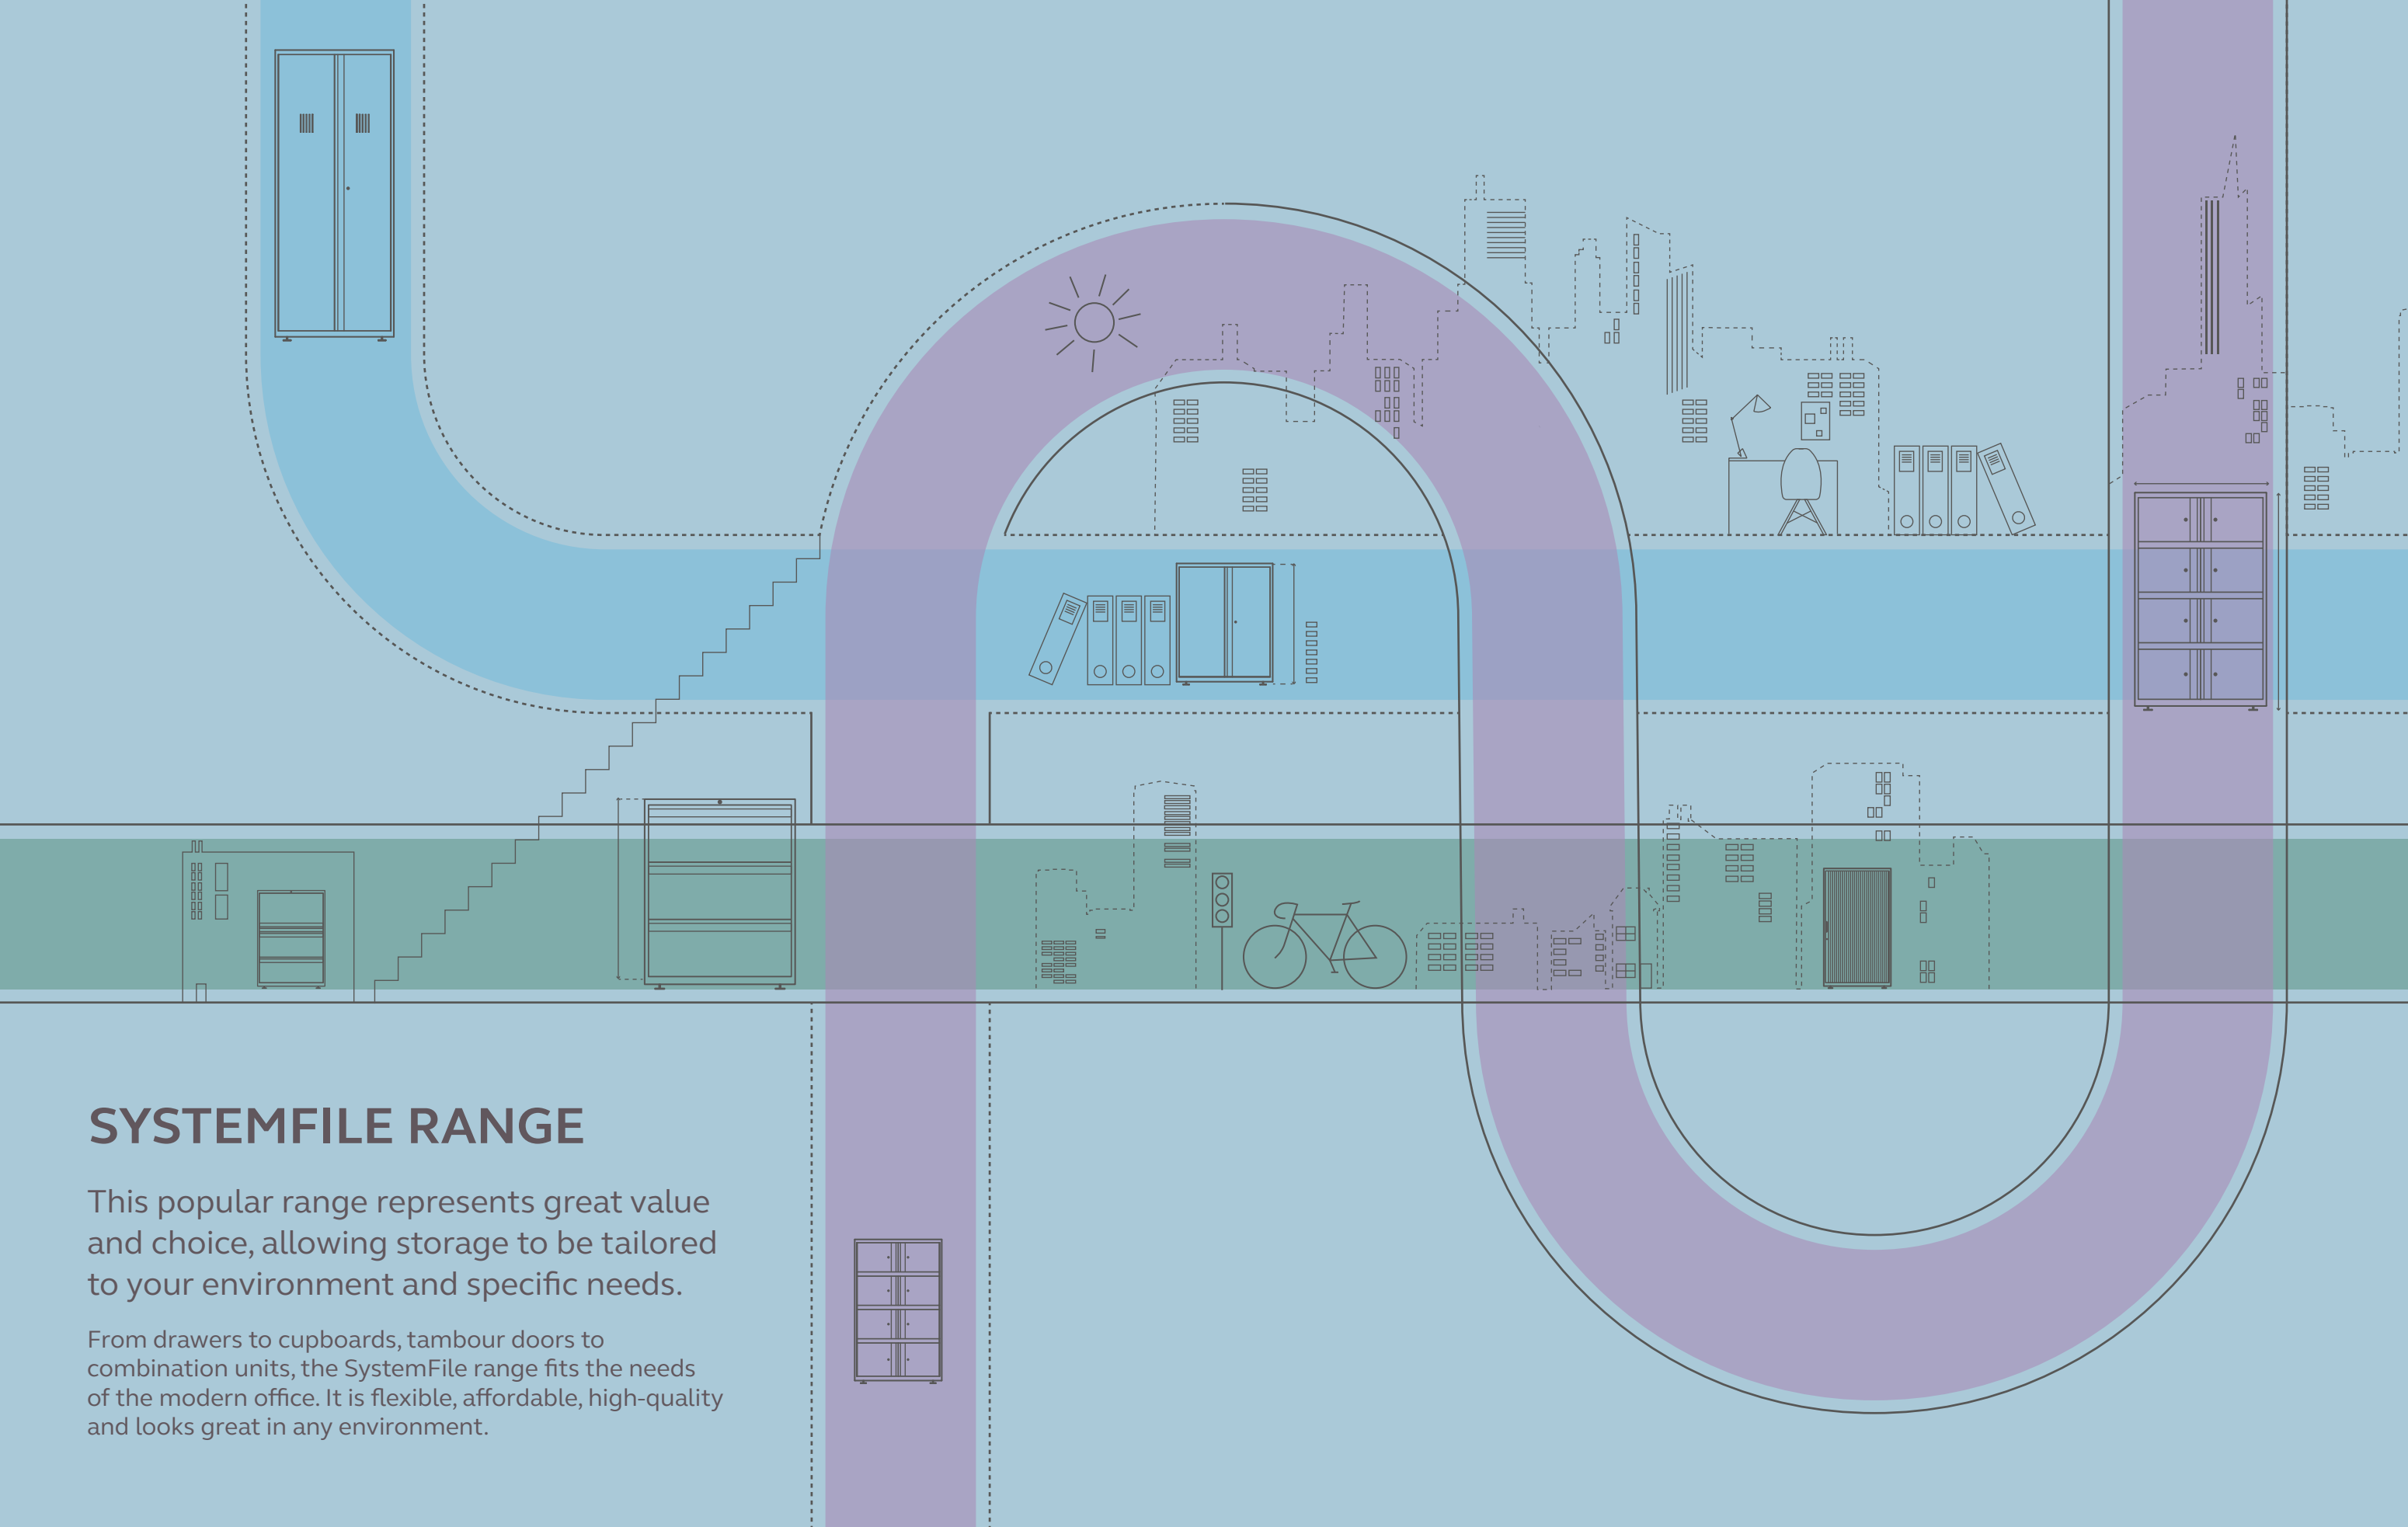 SYSTEMFILE RANGE
This popular range represents great value
and choice, allowing storage to be tailored
to your environment and specific needs.
From drawers to cupboards, tambour doors to
combination units, the SystemFile range fits the needs
of the modern office. It is flexible, affordable, high-quality
and looks great in any environment.